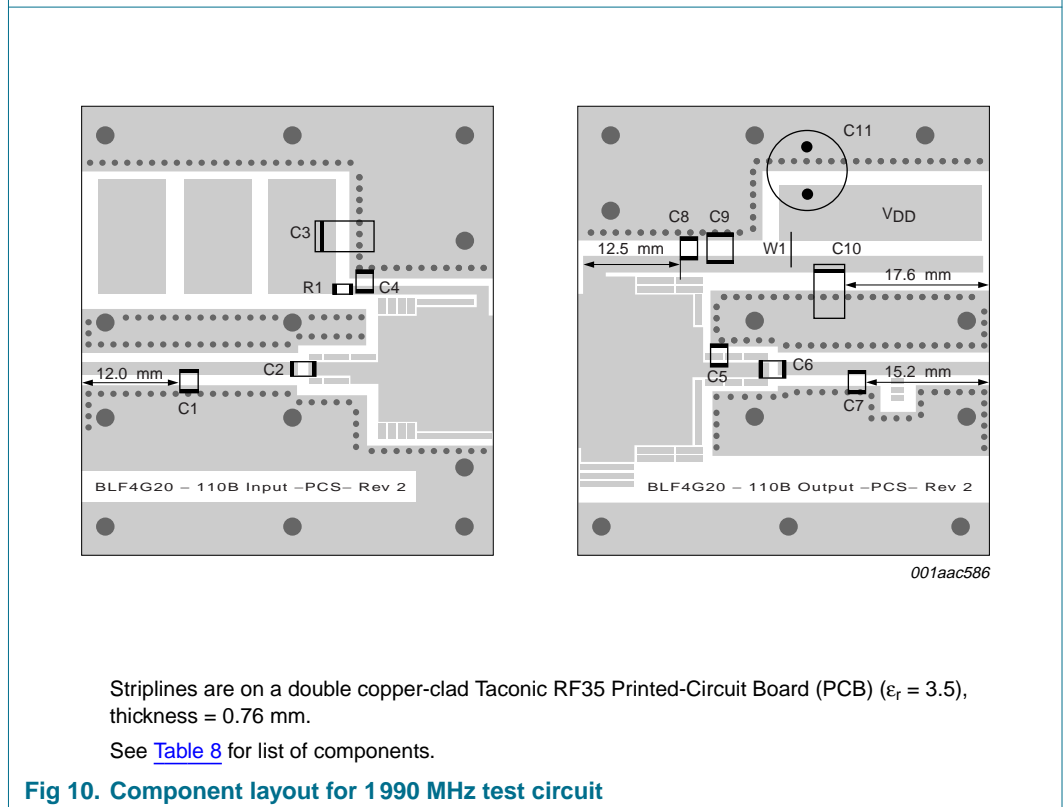 C3
R1 C4
C2
12.0 mm
C1
BLF4G20 – 110B Input –PCS– Rev 2
C11
VDD
C8 C9
12.5 mm
W1 C10
17.6 mm
C5
C6
15.2 mm
C7
BLF4G20 – 110B Output –PCS– Rev 2
001aac586
Striplines are on a double copper-clad Taconic RF35 Printed-Circuit Board (PCB) (εr = 3.5),
thickness = 0.76 mm.
See Table 8 for list of components.
Fig 10. Component layout for 1990 MHz test circuit